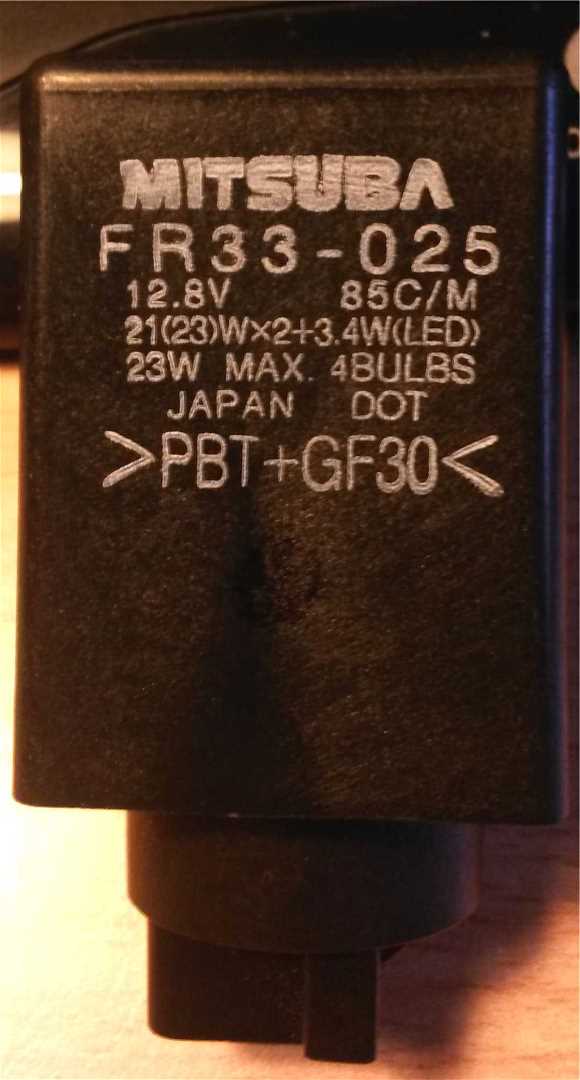 MITSUBA
FR33-025
12.8V 85C/M
21(23)W×2+3.4W(LED)
23W MAX. 4BULBS
JAPAN DOT
>PBT+GF30<